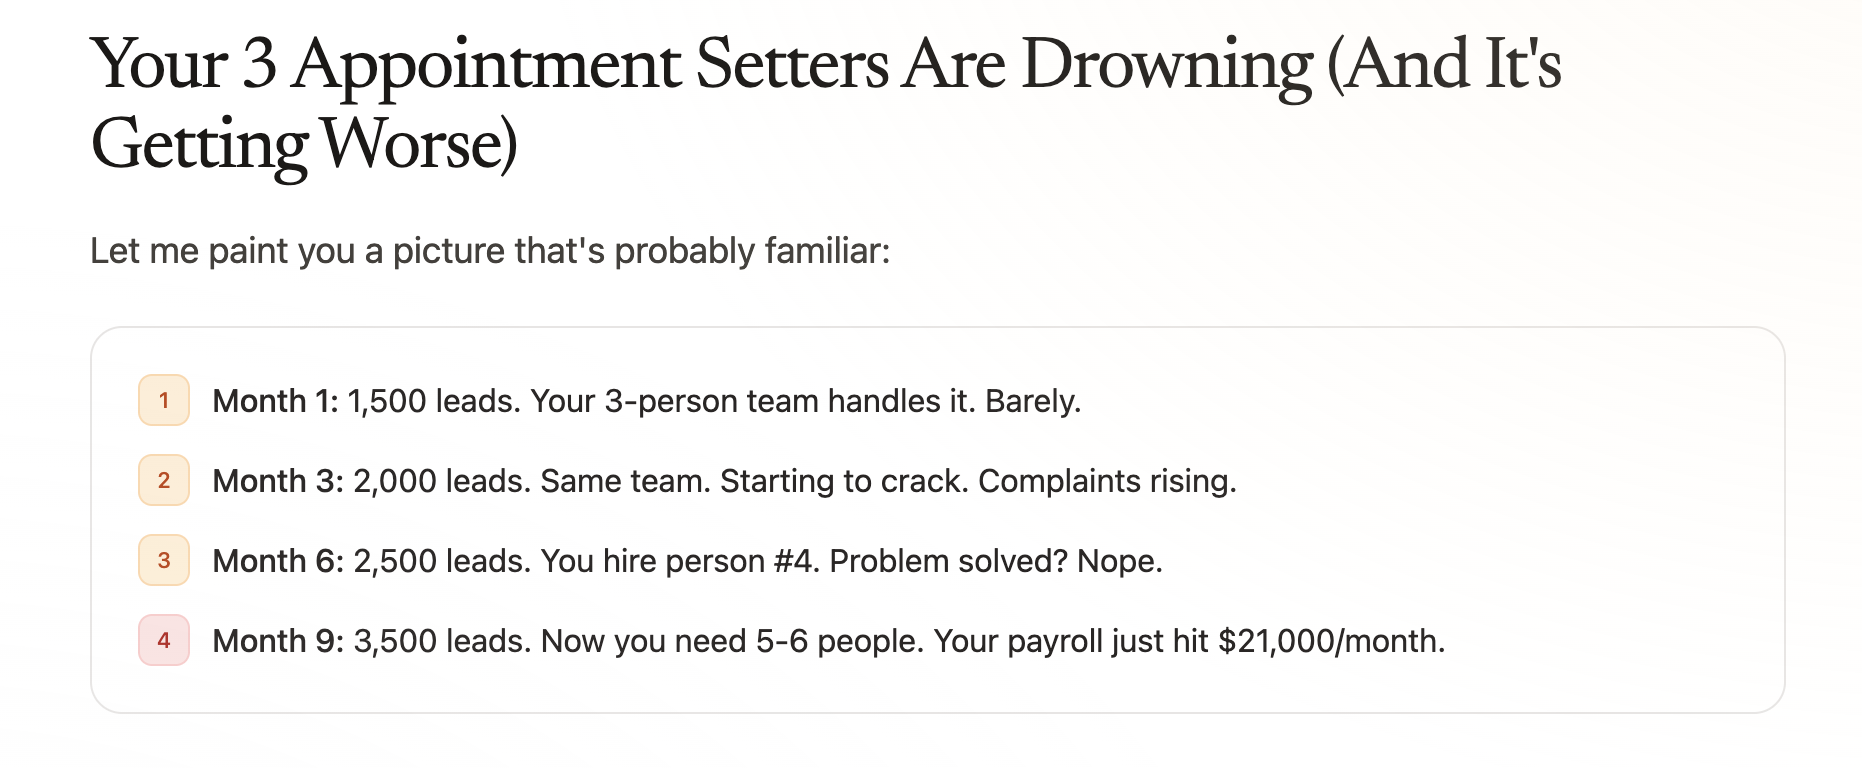 Your 3 Appointment Setters Are Drowning (And It's
Getting Worse)
Let me paint you a picture that's probably familiar:
1 Month 1: 1,500 leads. Your 3-person team handles it. Barely.
2 Month 3: 2,000 leads. Same team. Starting to crack. Complaints rising.
3 Month 6: 2,500 leads. You hire person #4. Problem solved? Nope.
4 Month 9: 3,500 leads. Now you need 5-6 people. Your payroll just hit $21,000/month.